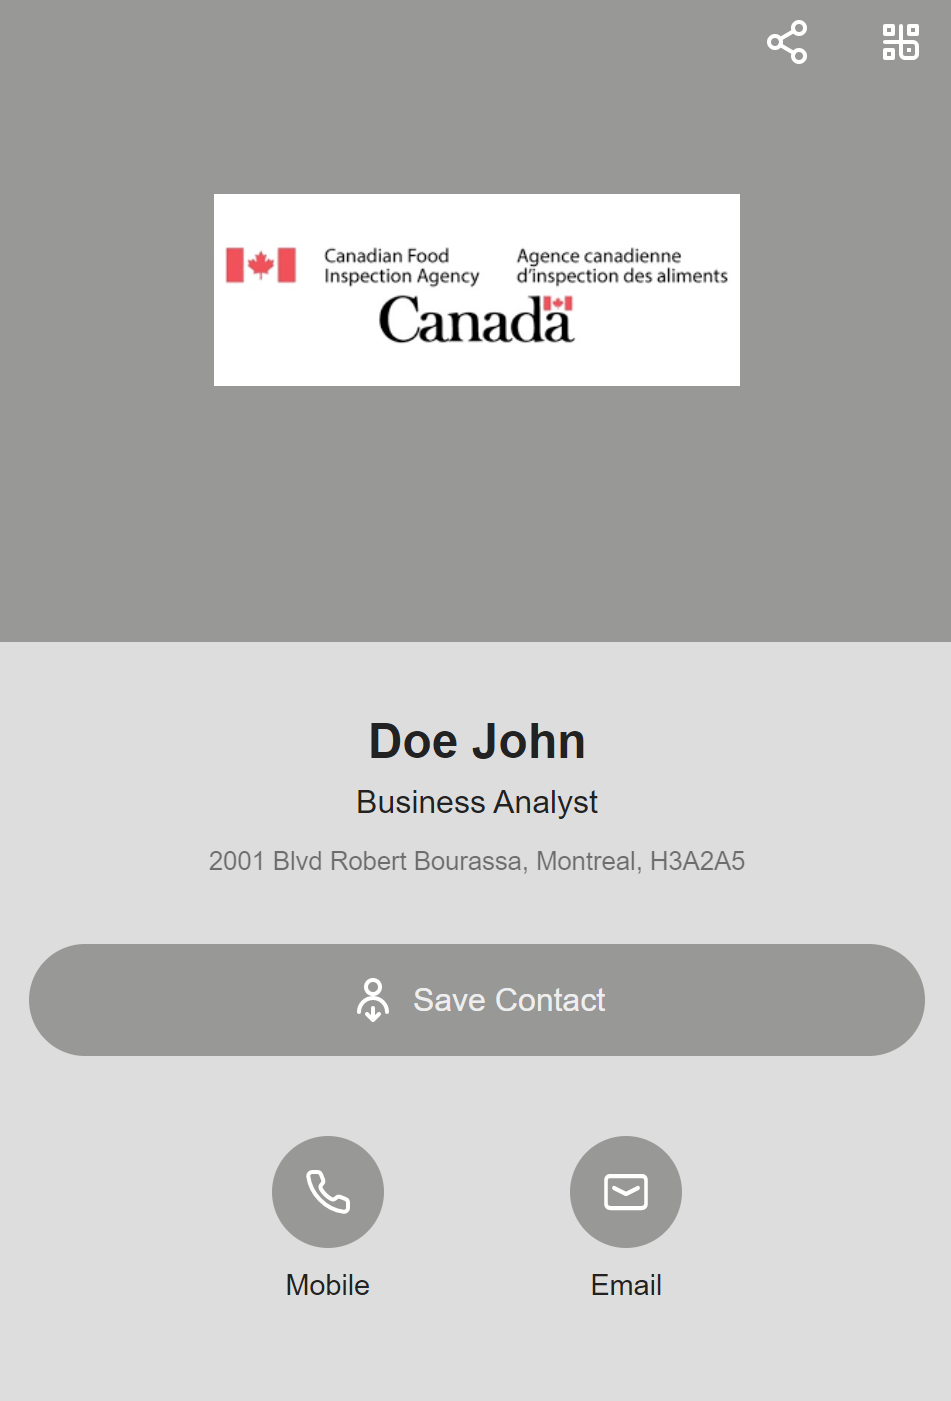 Canadian Food
Inspection Agency
Agence canadienne
d'inspection des aliments
Canada
Doe John
Business Analyst
2001 Blvd Robert Bourassa, Montreal, H3A2A5
Save Contact
Mobile
Email